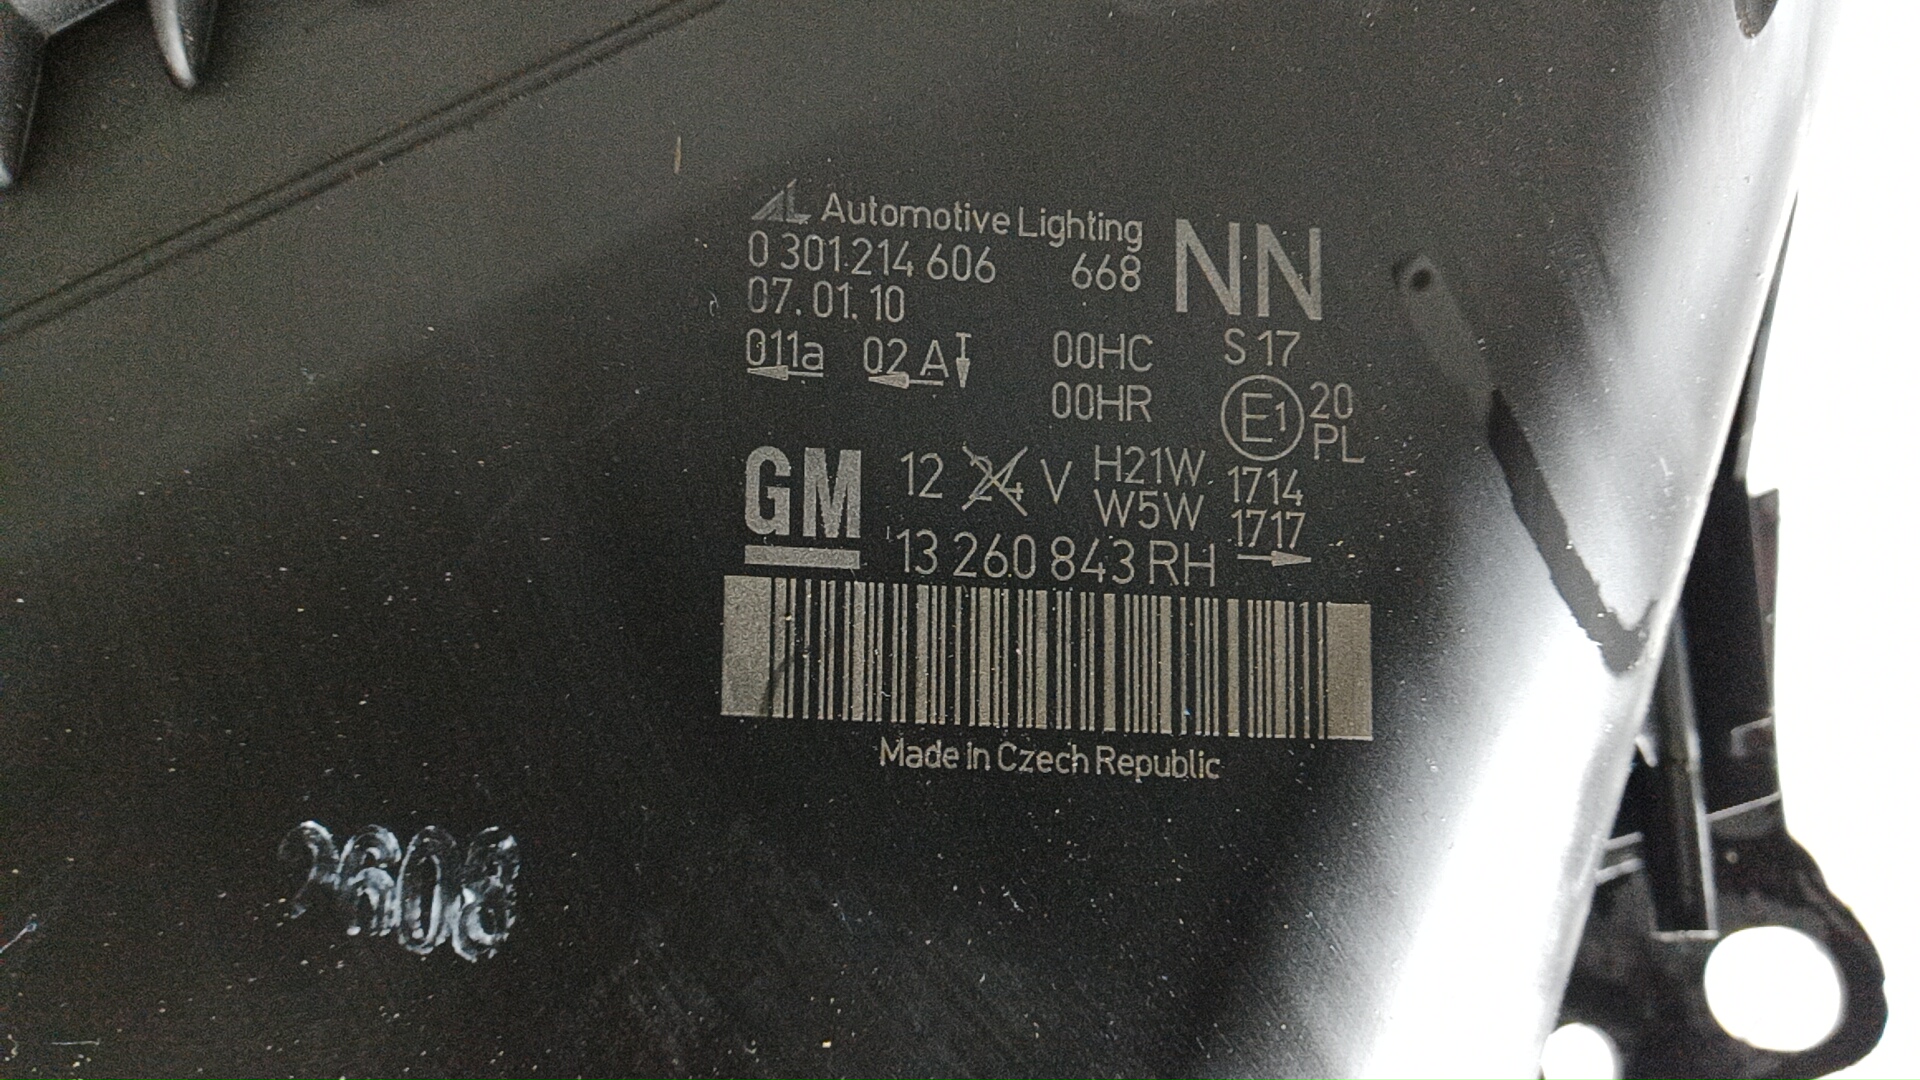 AL Automotive Lighting NN
0 301 214 606 668
07. 01. 10
011a 02 A 00HC S 17
00HR E1 20
PL
GM 12 24 V H21W 1714
W5W 1717
13 260 843 RH
Made in Czech Republic